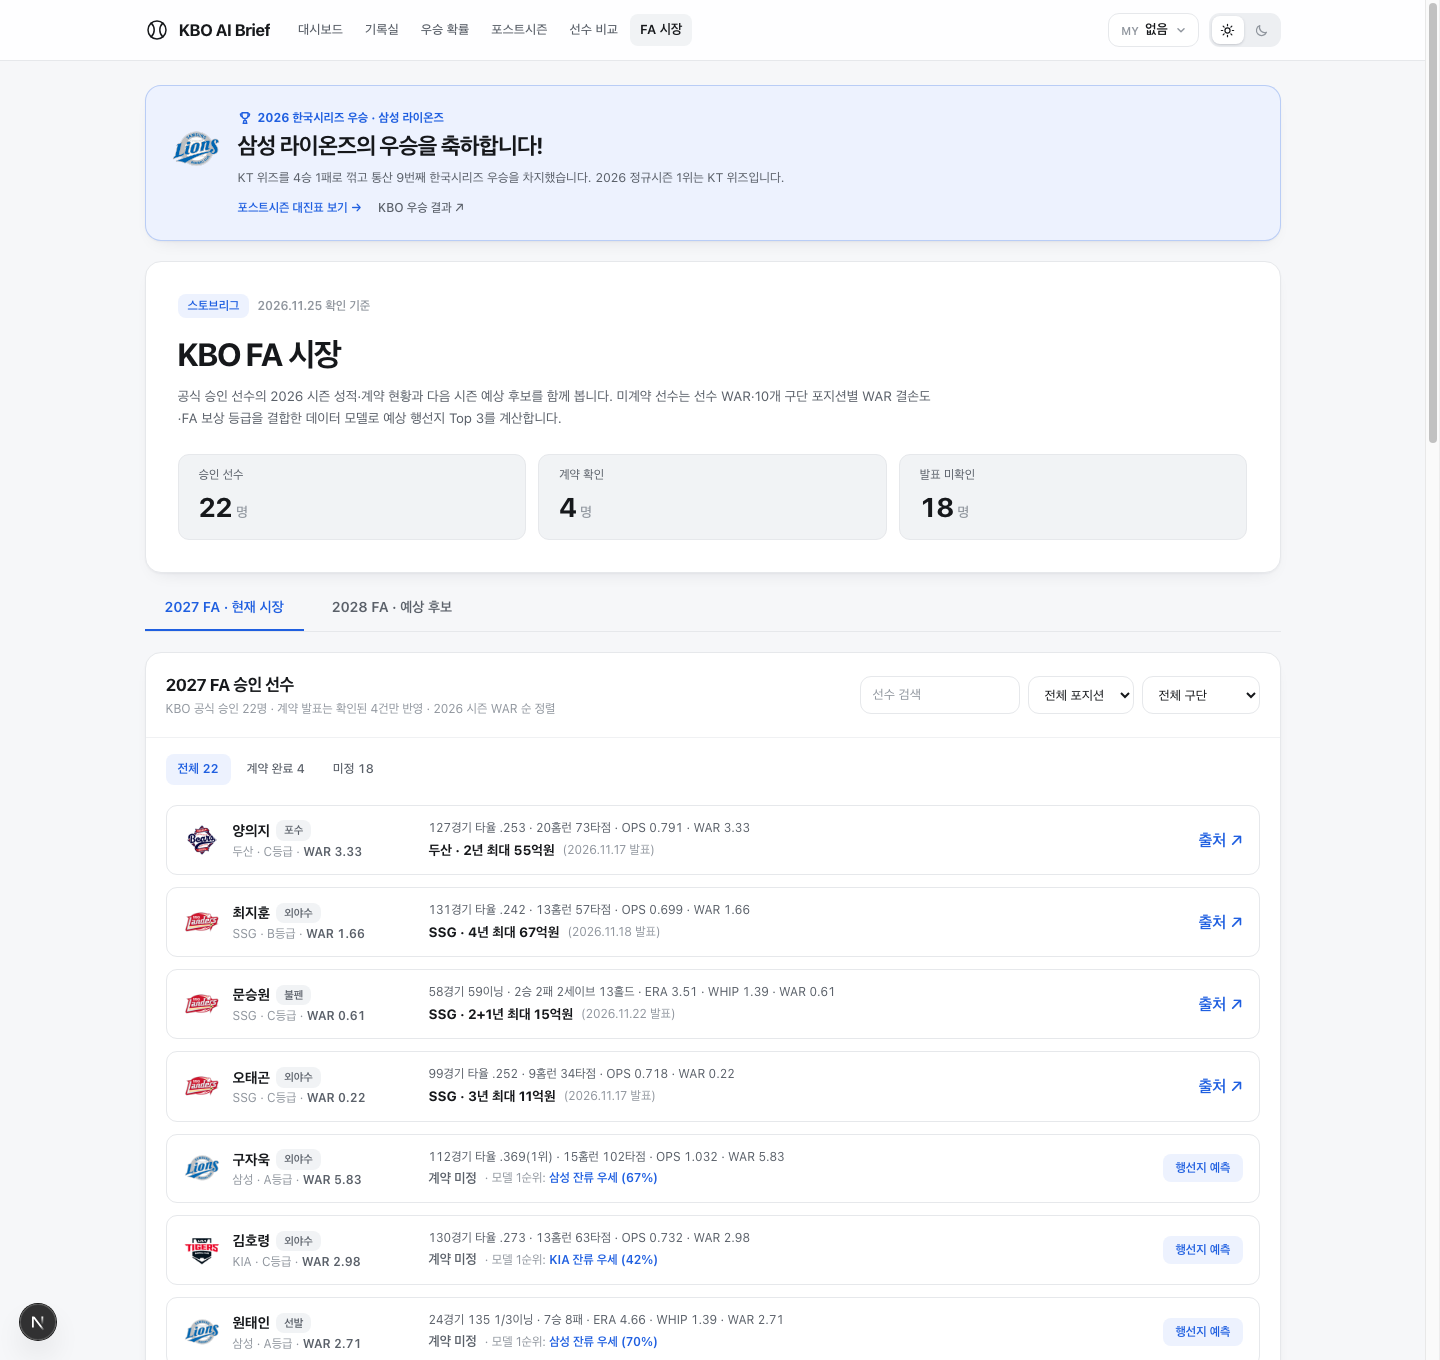 KBO AI Brief 대시보드 기록실 우승 확률 포스트시즌 선수 비교 FA 시장 MY 없음
Lions
2026 한국시리즈 우승 · 삼성 라이온즈
삼성 라이온즈의 우승을 축하합니다!
KT 위즈를 4승 1패로 꺾고 통산 9번째 한국시리즈 우승을 차지했습니다. 2026 정규시즌 1위는 KT 위즈입니다.
포스트시즌 대진표 보기 → KBO 우승 결과 ↗
스토브리그 2026.11.25 확인 기준
KBO FA 시장
공식 승인 선수의 2026 시즌 성적·계약 현황과 다음 시즌 예상 후보를 함께 봅니다. 미계약 선수는 선수 WAR·10개 구단 포지션별 WAR 결손도
·FA 보상 등급을 결합한 데이터 모델로 예상 행선지 Top 3를 계산합니다.
승인 선수 계약 확인 발표 미확인
22 명 4 명 18 명
2027 FA · 현재 시장 2028 FA · 예상 후보
2027 FA 승인 선수
KBO 공식 승인 22명 · 계약 발표는 확인된 4건만 반영 · 2026 시즌 WAR 순 정렬
선수 검색 전체 포지션 전체 구단
전체 22 계약 완료 4 미정 18
Bears
양의지 포수
두산 · C등급 · WAR 3.33
127경기 타율 .253 · 20홈런 73타점 · OPS 0.791 · WAR 3.33
두산 · 2년 최대 55억원 (2026.11.17 발표)
출처 ↗
Landers
최지훈 외야수
SSG · B등급 · WAR 1.66
131경기 타율 .242 · 13홈런 57타점 · OPS 0.699 · WAR 1.66
SSG · 4년 최대 67억원 (2026.11.18 발표)
출처 ↗
Landers
문승원 불펜
SSG · C등급 · WAR 0.61
58경기 59이닝 · 2승 2패 2세이브 13홀드 · ERA 3.51 · WHIP 1.39 · WAR 0.61
SSG · 2+1년 최대 15억원 (2026.11.22 발표)
출처 ↗
Landers
오태곤 외야수
SSG · C등급 · WAR 0.22
99경기 타율 .252 · 9홈런 34타점 · OPS 0.718 · WAR 0.22
SSG · 3년 최대 11억원 (2026.11.17 발표)
출처 ↗
Lions
구자욱 외야수
삼성 · A등급 · WAR 5.83
112경기 타율 .369(1위) · 15홈런 102타점 · OPS 1.032 · WAR 5.83
계약 미정 · 모델 1순위: 삼성 잔류 우세 (67%)
행선지 예측
TIGERS
김호령 외야수
KIA · C등급 · WAR 2.98
130경기 타율 .273 · 13홈런 63타점 · OPS 0.732 · WAR 2.98
계약 미정 · 모델 1순위: KIA 잔류 우세 (42%)
행선지 예측
Lions
원태인 선발
삼성 · A등급 · WAR 2.71
24경기 135 1/3이닝 · 7승 8패 · ERA 4.66 · WHIP 1.39 · WAR 2.71
계약 미정 · 모델 1순위: 삼성 잔류 우세 (70%)
행선지 예측
N